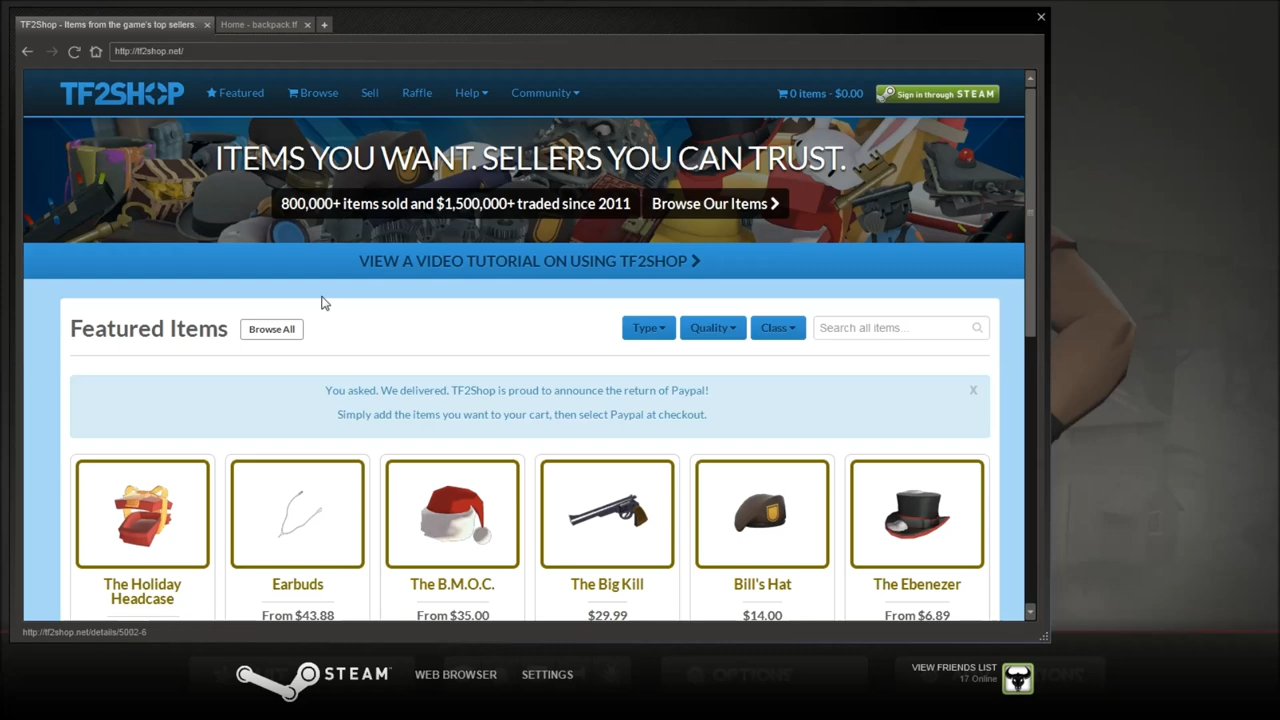 TF2Shop - Items from the game's top sellers.
Home - backpack.tf
http://tf2shop.net/
TF2SHOP Featured Browse Sell Raffle Help Community 0 items - $0.00 Sign in through STEAM
ITEMS YOU WANT. SELLERS YOU CAN TRUST.
800,000+ items sold and $1,500,000+ traded since 2011 Browse Our Items
VIEW A VIDEO TUTORIAL ON USING TF2SHOP
Featured Items Browse All Type Quality Class Search all items...
You asked. We delivered. TF2Shop is proud to announce the return of Paypal! X
Simply add the items you want to your cart, then select Paypal at checkout.
The Holiday Headcase
Earbuds
From $43.88
The B.M.O.C.
From $35.00
The Big Kill
$29.99
Bill's Hat
$14.00
The Ebenezer
From $6.89
http://tf2shop.net/details/5002-6
STEAM WEB BROWSER SETTINGS
VIEW FRIENDS LIST
17 Online